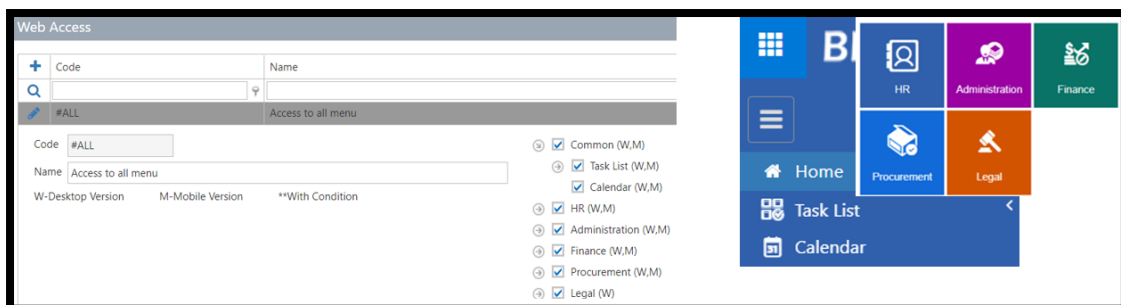 Web Access
Code Name
#ALL Access to all menu
Code #ALL
Name Access to all menu
W-Desktop Version M-Mobile Version **With Condition
Common (W,M)
Task List (W,M)
Calendar (W,M)
HR (W,M)
Administration (W,M)
Finance (W,M)
Procurement (W,M)
Legal (W)
HR Administration Finance
Procurement Legal
Home
Task List
31 Calendar